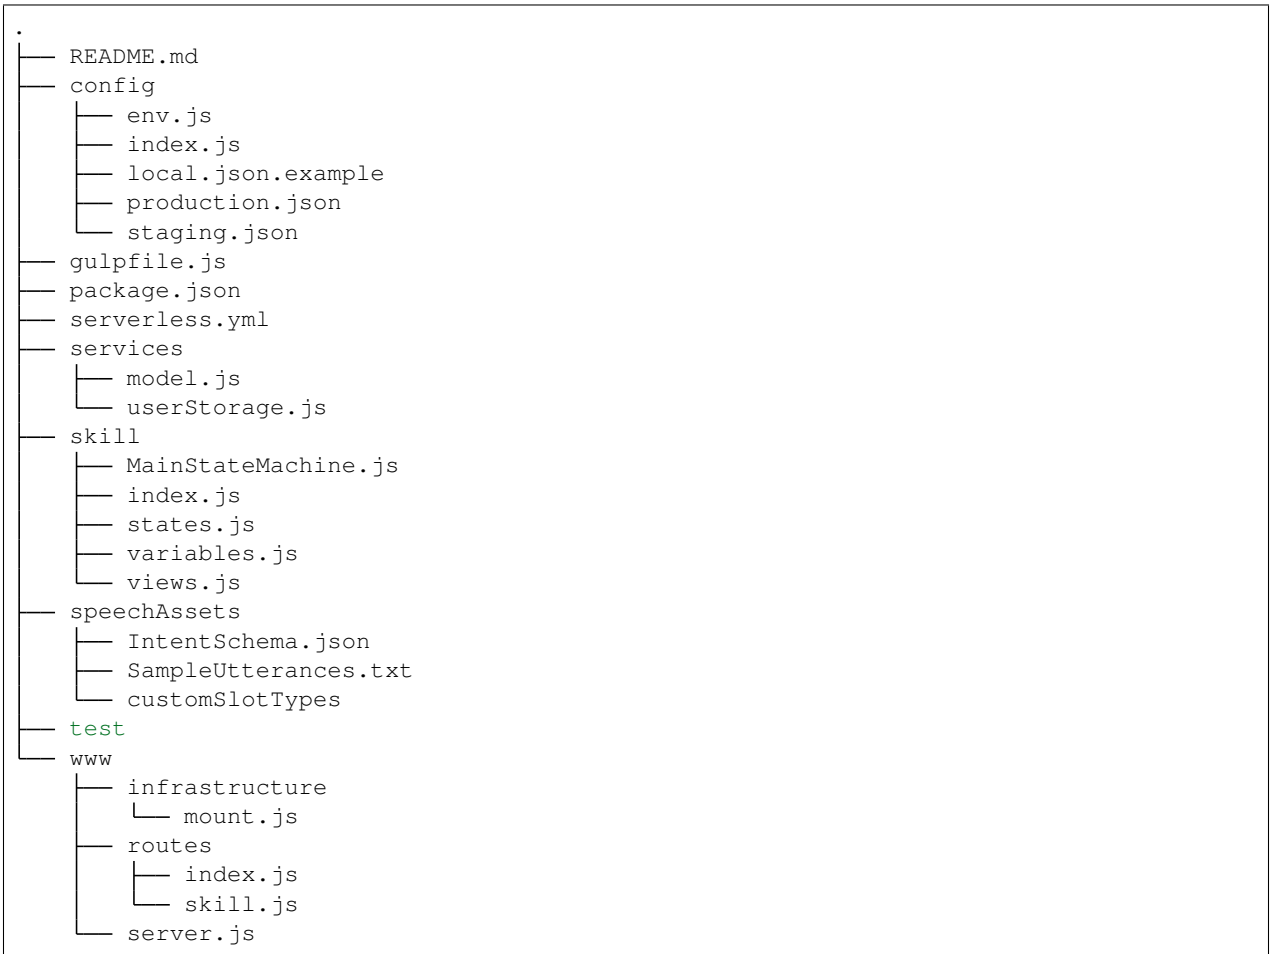 .
├── README.md
├── config
│   ├── env.js
│   ├── index.js
│   ├── local.json.example
│   ├── production.json
│   └── staging.json
├── gulpfile.js
├── package.json
├── serverless.yml
├── services
│   ├── model.js
│   └── userStorage.js
├── skill
│   ├── MainStateMachine.js
│   ├── index.js
│   ├── states.js
│   ├── variables.js
│   └── views.js
├── speechAssets
│   ├── IntentSchema.json
│   ├── SampleUtterances.txt
│   └── customSlotTypes
├── test
└── www
    ├── infrastructure
    │   └── mount.js
    ├── routes
    │   ├── index.js
    │   └── skill.js
    └── server.js